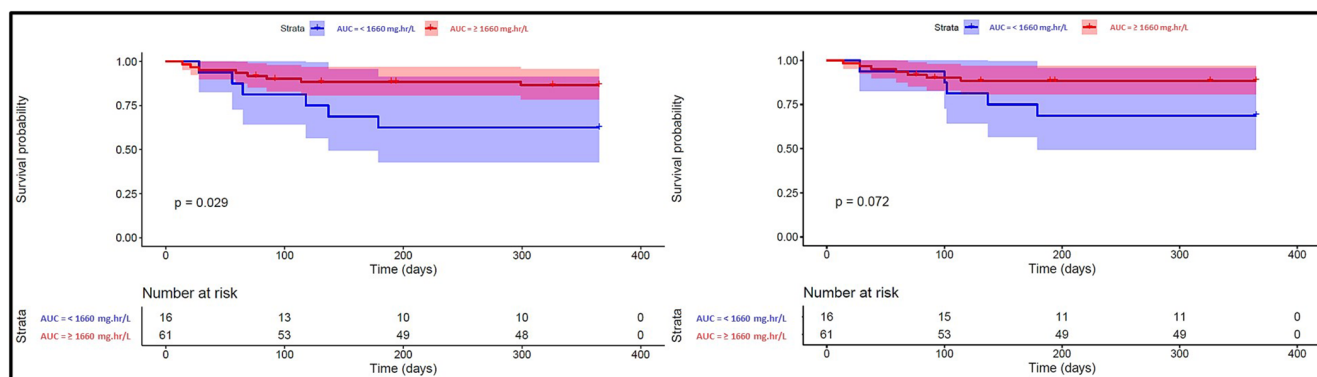 Strata AUC = < 1660 mg.hr/L AUC = ≥ 1660 mg.hr/L
Survival probability
1.00
0.75
0.50
0.25
0.00
p = 0.029
0 100 200 300 400
Time (days)
Number at risk
Strata
AUC = < 1660 mg.hr/L 16 13 10 10 0
AUC = ≥ 1660 mg.hr/L 61 53 49 48 0
0 100 200 300 400
Time (days)
Strata AUC = < 1660 mg.hr/L AUC = ≥ 1660 mg.hr/L
Survival probability
1.00
0.75
0.50
0.25
0.00
p = 0.072
0 100 200 300 400
Time (days)
Number at risk
Strata
AUC = < 1660 mg.hr/L 16 15 11 11 0
AUC = ≥ 1660 mg.hr/L 61 53 49 49 0
0 100 200 300 400
Time (days)